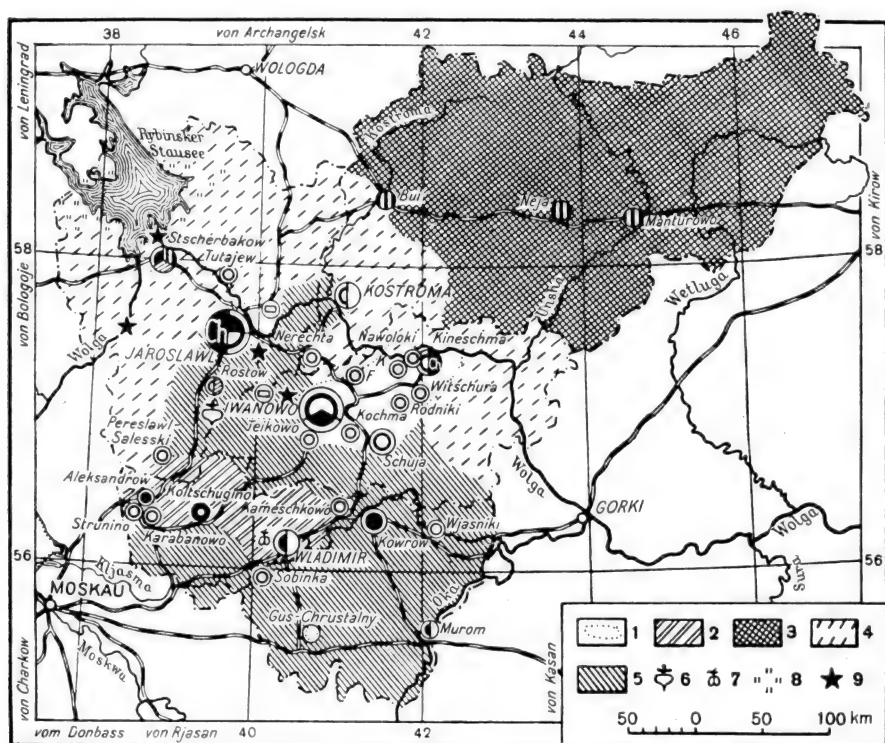 38
von Archangelsk
42
44
46
von Leningrad
WOLOGDA
Kostroma
Rybinsker
Stausee
Bui
Neja
Manturowo
von Kirow
58
Stscherbakow
58
Tutajew
KOSTROMA
Unsha
Wetluga
von Bologoje
Wolga
JAROSLAWL
Nerechta
Nawoloki
Kineschma
F
K
Rostow
Witschuga
IWANOWO
Kochma
Rodniki
Pereslawl-
Salesski
Teikowo
Schuja
Wolga
Aleksandrow
Koltschugino
Kameschkowo
GORKI
Wolga
Strunino
Karabanowo
Kowrow
Wjasniki
56
WLADIMIR
56
Kljasma
Sobinka
Oka
Sura
MOSKAU
Gus-Chrustalny
Murom
Moskwa
von Charkow
von Kasan
1 2 3 4
5 6 7 8 9
vom Donbass
von Rjasan
40
42
50 0 50 100 km